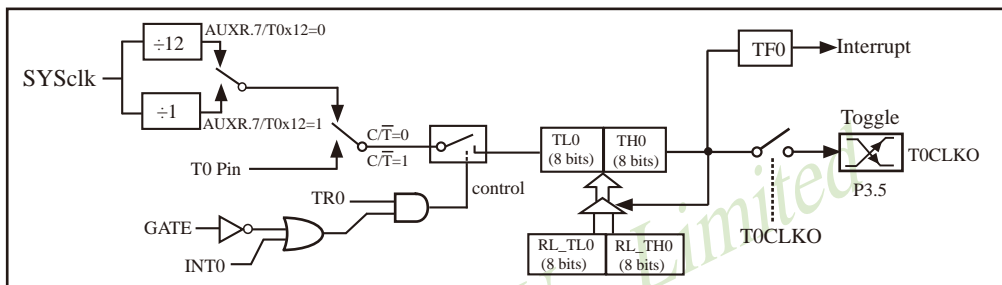 AUXR.7/T0x12=0
÷12
SYSclk
÷1
AUXR.7/T0x12=1
T0 Pin
C/T̅=0
C/T̅=1
TR0
control
GATE
INT0
TL0
(8 bits)
TH0
(8 bits)
RL_TL0
(8 bits)
RL_TH0
(8 bits)
TF0
Interrupt
Toggle
T0CLKO
P3.5
T0CLKO
Limited